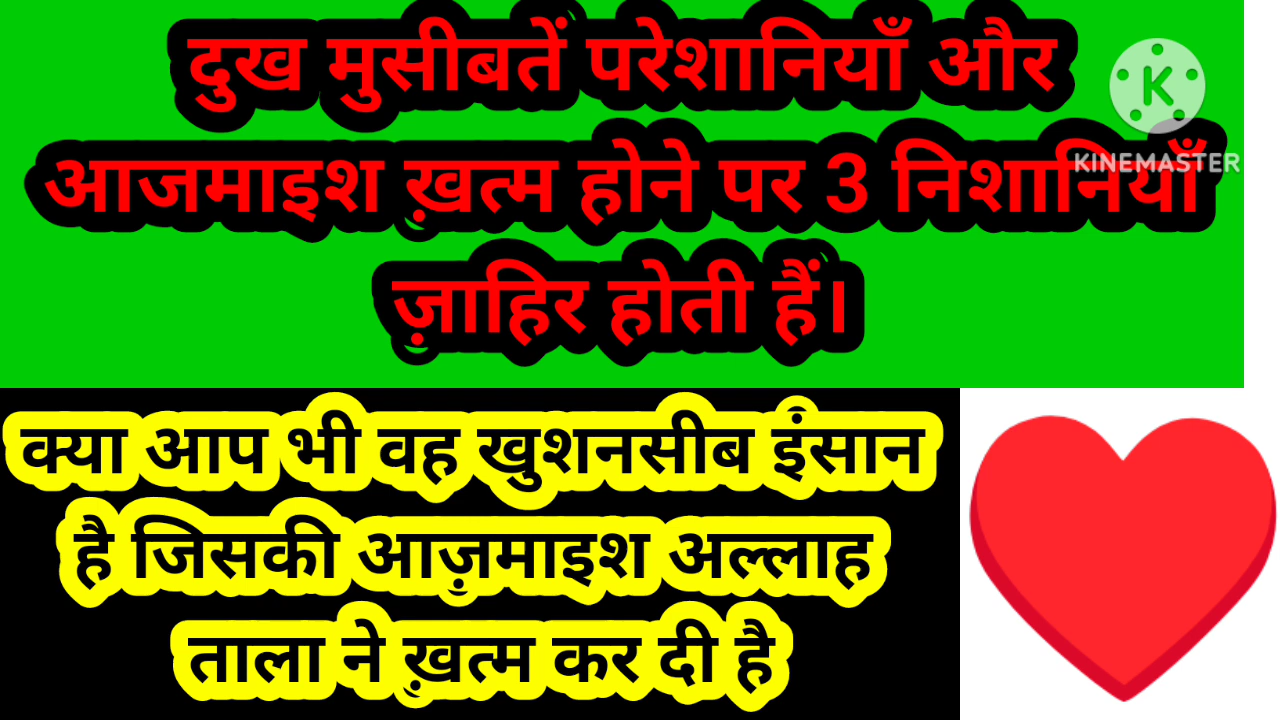 दुख मुसीबतें परेशानियाँ और
आजमाइश ख़त्म होने पर 3 निशानियाँ
ज़ाहिर होती हैं।
K
KINEMASTER
क्या आप भी वह खुशनसीब इंसान
है जिसकी आज़माइश अल्लाह
ताला ने ख़त्म कर दी है